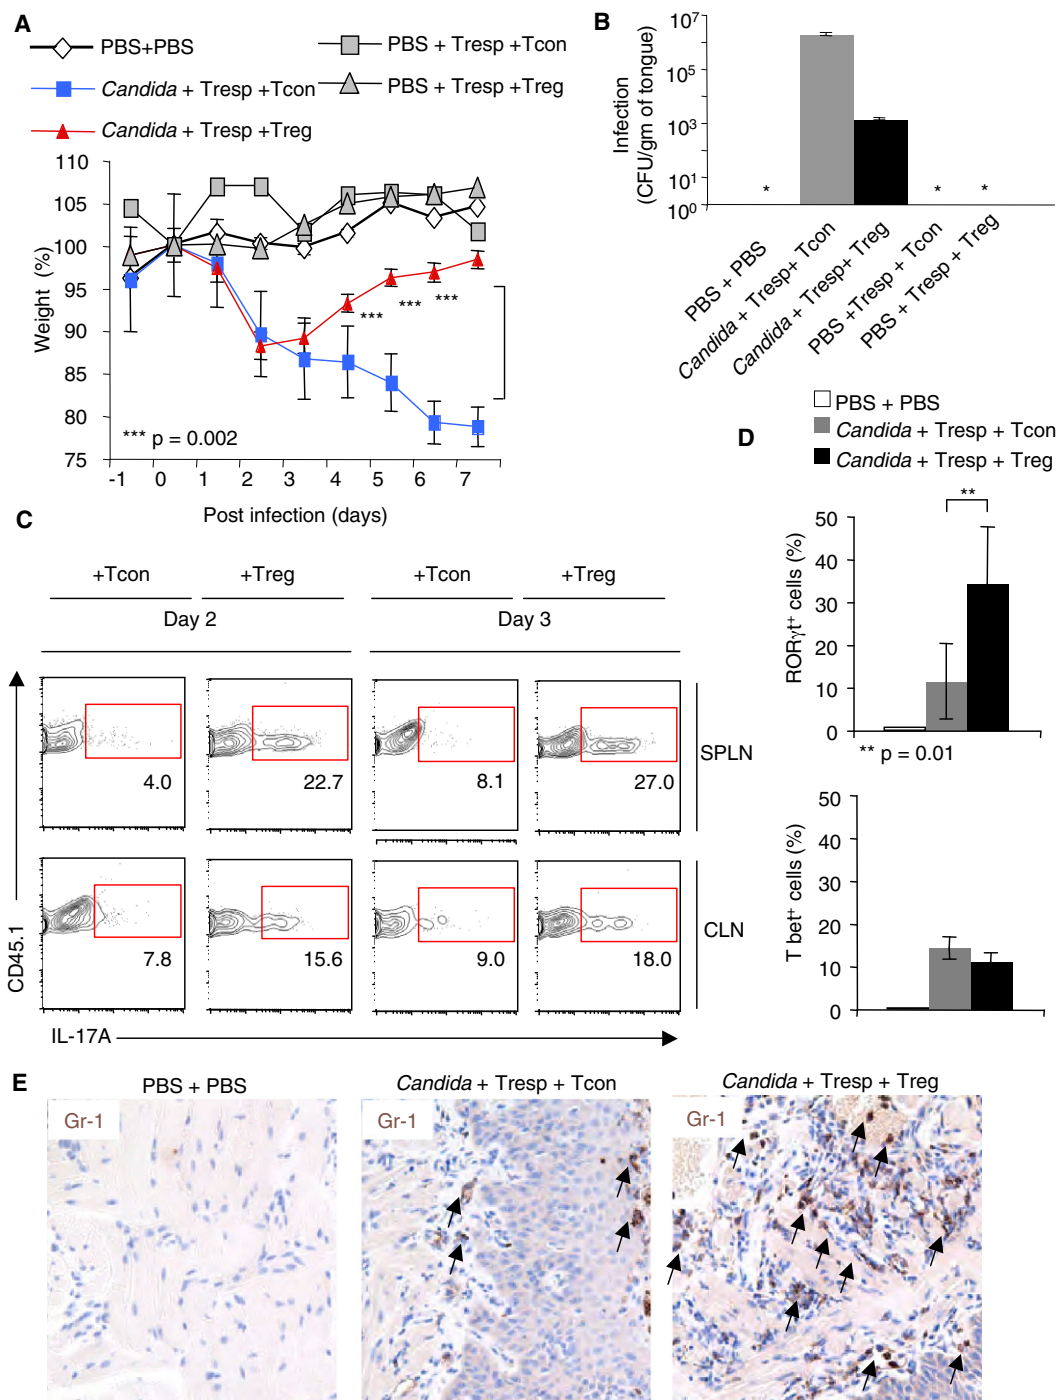 A
PBS+PBS
PBS + Tresp +Tcon
Candida + Tresp +Tcon
PBS + Tresp +Treg
Candida + Tresp +Treg
Weight (%)
110
105
100
95
90
85
80
75
***
***
***
*** p = 0.002
-1 0 1 2 3 4 5 6 7
Post infection (days)
B
Infection
(CFU/gm of tongue)
10⁷
10⁵
10³
10¹
10⁰
*
*
*
PBS + PBS
Candida + Tresp+ Tcon
Candida + Tresp+ Treg
PBS +Tresp + Tcon
PBS + Tresp + Treg
C
+Tcon +Treg +Tcon +Treg
Day 2 Day 3
4.0 22.7 8.1 27.0
SPLN
7.8 15.6 9.0 18.0
CLN
CD45.1
IL-17A
D
PBS + PBS
Candida + Tresp + Tcon
Candida + Tresp + Treg
**
RORγt⁺ cells (%)
50
40
30
20
10
0
** p = 0.01
T bet⁺ cells (%)
50
40
30
20
10
0
E
PBS + PBS
Candida + Tresp + Tcon
Candida + Tresp + Treg
Gr-1
Gr-1
Gr-1